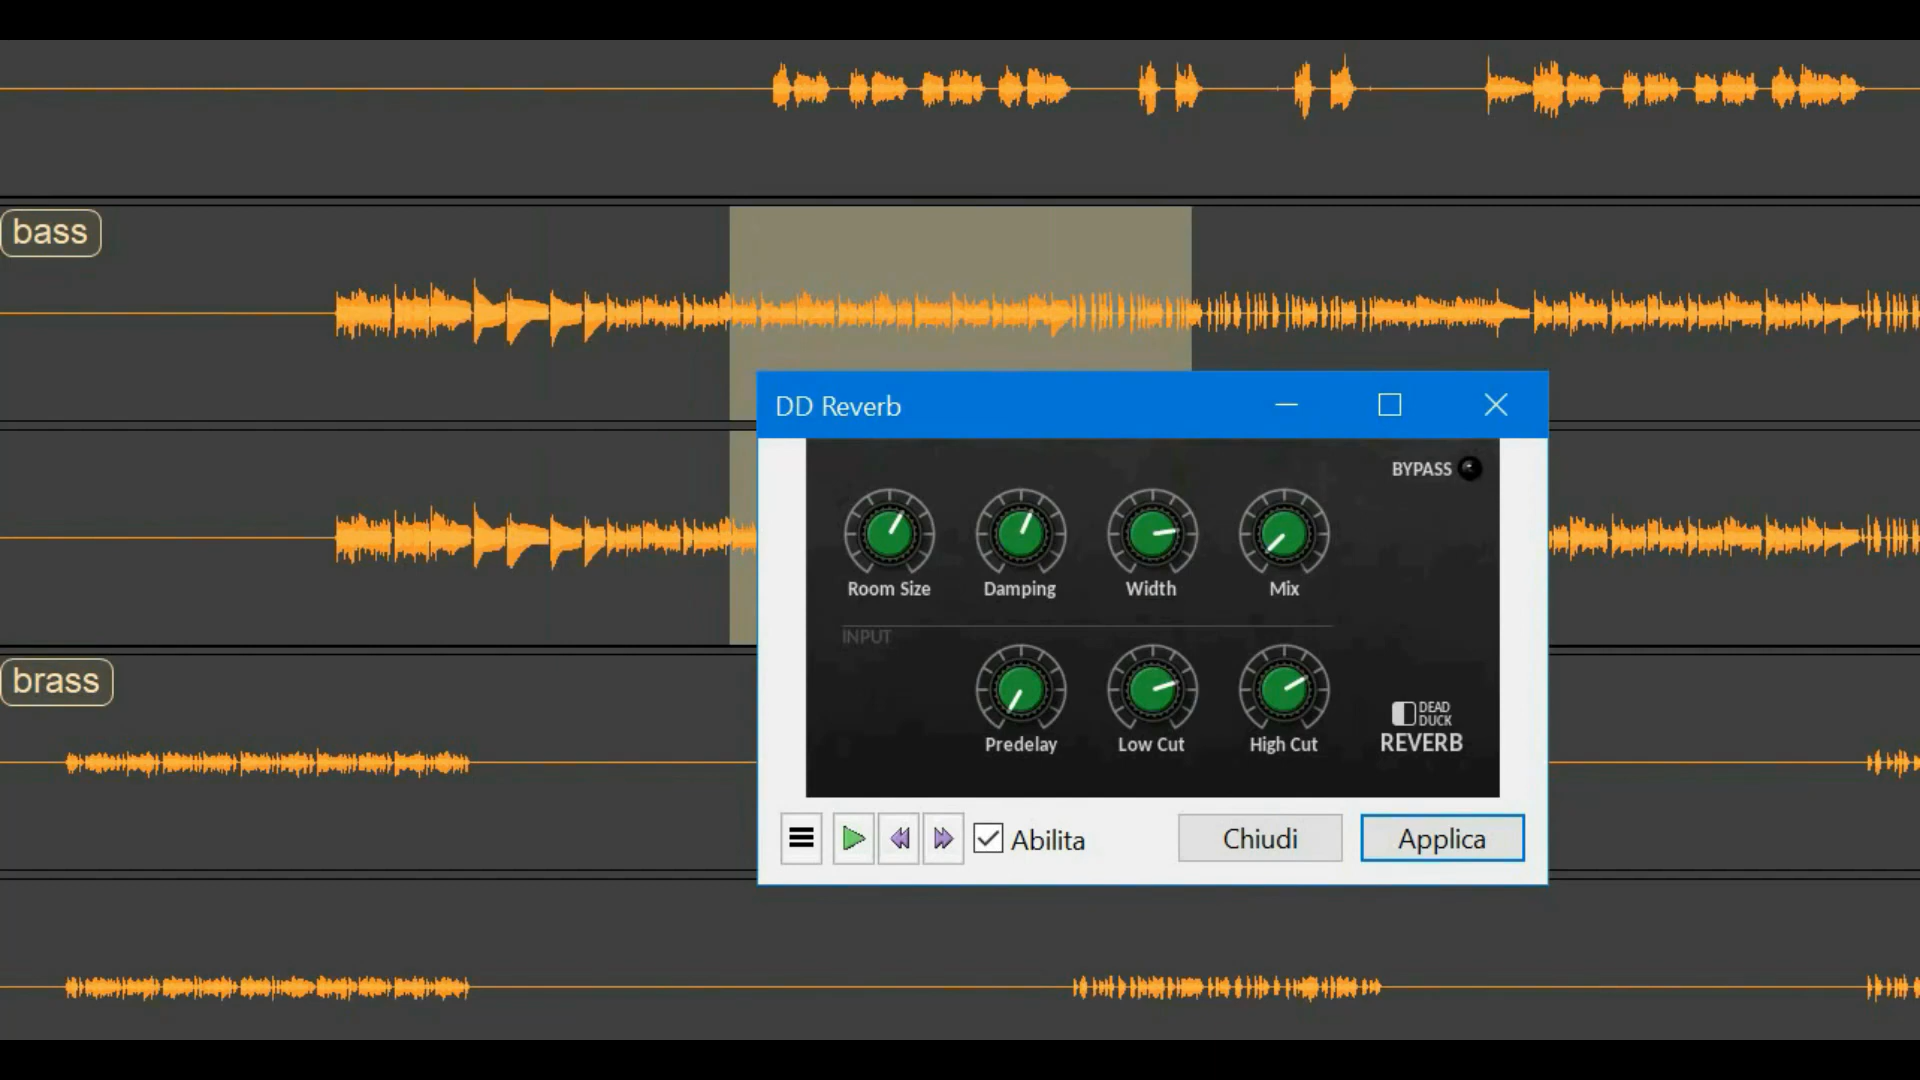 bass
DD Reverb
BYPASS
Room Size
Damping
Width
Mix
INPUT
Predelay
Low Cut
High Cut
DEAD
DUCK
REVERB
brass
Abilita
Chiudi
Applica